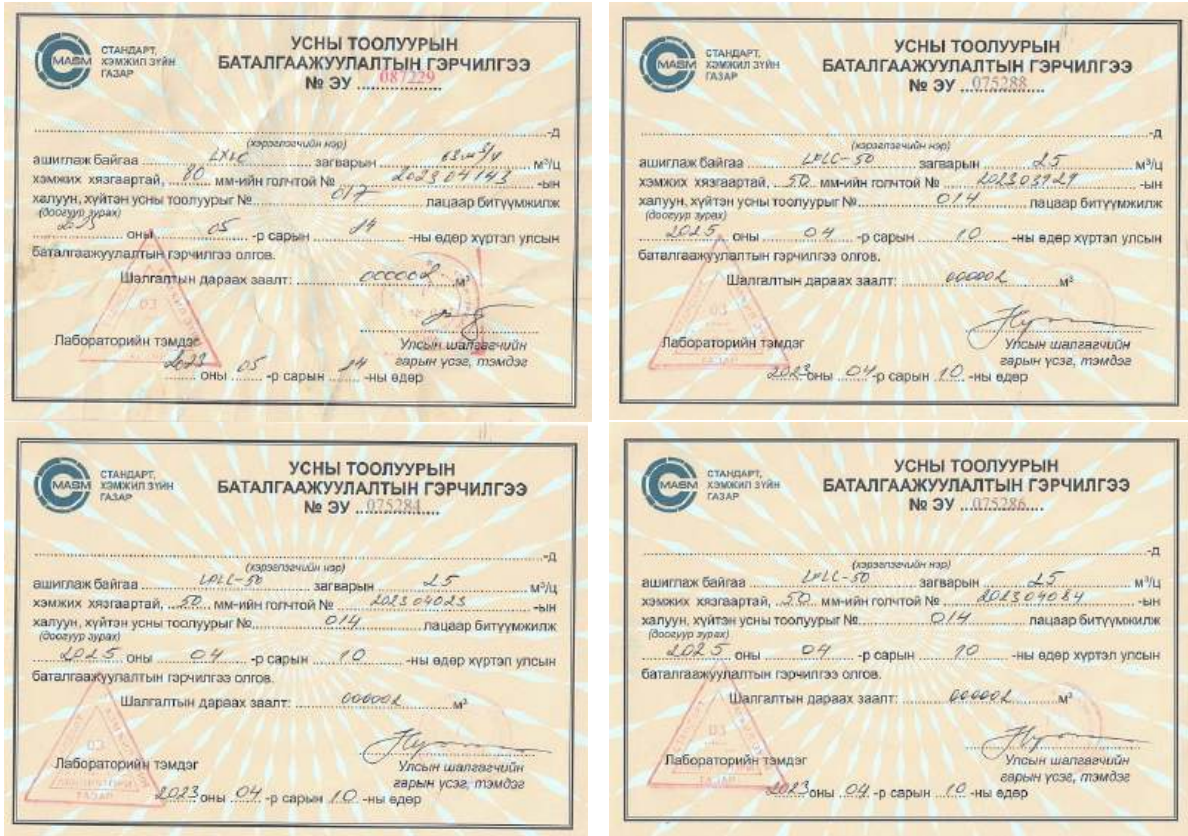 MASM
СТАНДАРТ,
ХЭМЖИЛ ЗҮЙН
ГАЗАР
УСНЫ ТООЛУУРЫН
БАТАЛГААЖУУЛАЛТЫН ГЭРЧИЛГЭЭ
№ ЭУ 087229
-д
(хэрэглэгчийн нэр)
ашиглаж байгаа LXLC загварын 63м³/ч м³/ц
хэмжих хязгаартай, 80 мм-ийн голчтой № 202304143 -ын
халуун, хүйтэн усны тоолуурыг № 017 лацаар битүүмжилж
(доогуур зурах)
оны 05 -р сарын 24 -ны өдөр хүртэл улсын
баталгаажуулалтын гэрчилгээ олгов.
Шалгалтын дараах заалт: 000002 м³
Лабораторийн тэмдэг
Улсын шалгагчийн
гарын үсэг, тэмдэг
2023 оны 05 -р сарын 24 -ны өдөр
MASM
СТАНДАРТ,
ХЭМЖИЛ ЗҮЙН
ГАЗАР
УСНЫ ТООЛУУРЫН
БАТАЛГААЖУУЛАЛТЫН ГЭРЧИЛГЭЭ
№ ЭУ 075288
-д
(хэрэглэгчийн нэр)
ашиглаж байгаа LXLC-50 загварын 25 м³/ц
хэмжих хязгаартай, 50 мм-ийн голчтой № -ын
халуун, хүйтэн усны тоолуурыг № 014 лацаар битүүмжилж
(доогуур зурах)
2025 оны 04 -р сарын 10 -ны өдөр хүртэл улсын
баталгаажуулалтын гэрчилгээ олгов.
Шалгалтын дараах заалт: 000002 м³
Лабораторийн тэмдэг
Улсын шалгагчийн
гарын үсэг, тэмдэг
2023 оны 04 -р сарын 10 -ны өдөр
MASM
СТАНДАРТ,
ХЭМЖИЛ ЗҮЙН
ГАЗАР
УСНЫ ТООЛУУРЫН
БАТАЛГААЖУУЛАЛТЫН ГЭРЧИЛГЭЭ
№ ЭУ 075284
-д
(хэрэглэгчийн нэр)
ашиглаж байгаа LXLC-50 загварын 25 м³/ц
хэмжих хязгаартай, 50 мм-ийн голчтой № 202304023 -ын
халуун, хүйтэн усны тоолуурыг № 014 лацаар битүүмжилж
(доогуур зурах)
2025 оны 04 -р сарын 10 -ны өдөр хүртэл улсын
баталгаажуулалтын гэрчилгээ олгов.
Шалгалтын дараах заалт: 000002 м³
Лабораторийн тэмдэг
Улсын шалгагчийн
гарын үсэг, тэмдэг
2023 оны 04 -р сарын 10 -ны өдөр
MASM
СТАНДАРТ,
ХЭМЖИЛ ЗҮЙН
ГАЗАР
УСНЫ ТООЛУУРЫН
БАТАЛГААЖУУЛАЛТЫН ГЭРЧИЛГЭЭ
№ ЭУ 075286
-д
(хэрэглэгчийн нэр)
ашиглаж байгаа LXLC-50 загварын 25 м³/ц
хэмжих хязгаартай, 50 мм-ийн голчтой № 202304084 -ын
халуун, хүйтэн усны тоолуурыг № 014 лацаар битүүмжилж
(доогуур зурах)
2025 оны 04 -р сарын 10 -ны өдөр хүртэл улсын
баталгаажуулалтын гэрчилгээ олгов.
Шалгалтын дараах заалт: 000002 м³
Лабораторийн тэмдэг
Улсын шалгагчийн
гарын үсэг, тэмдэг
2023 оны 04 -р сарын 10 -ны өдөр